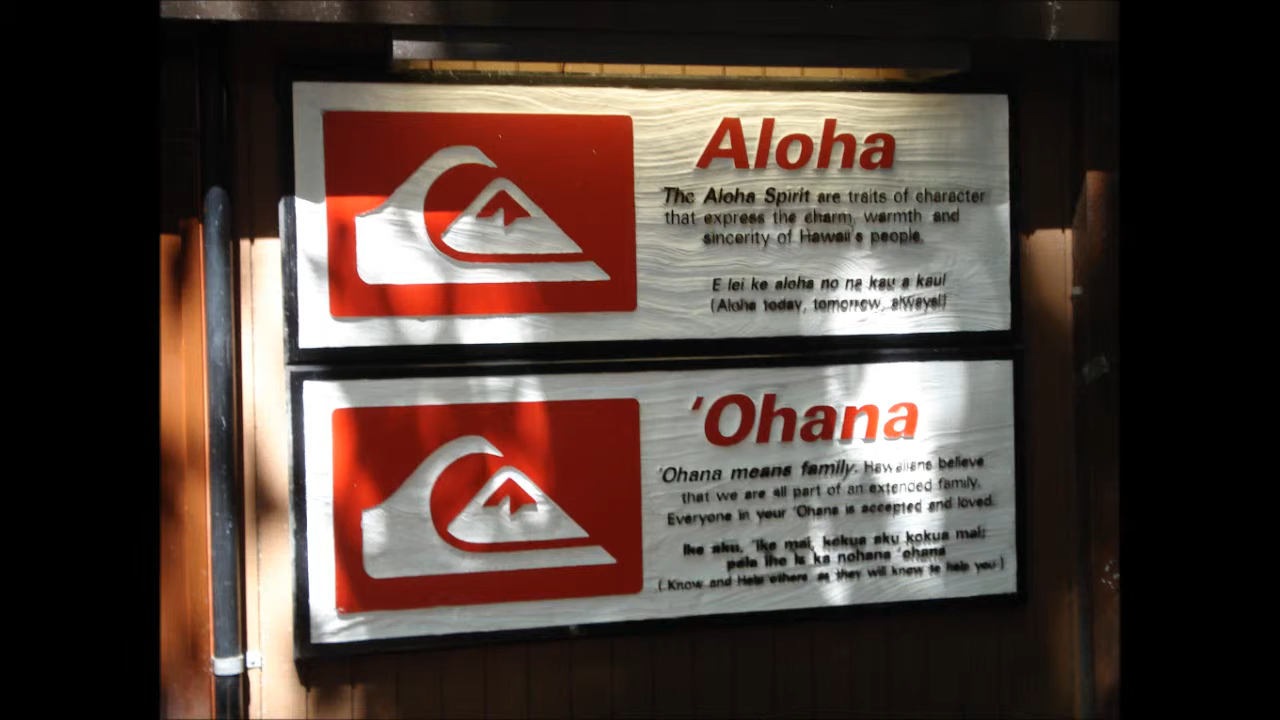 Aloha
The Aloha Spirit are traits of character
that express the charm, warmth and
sincerity of Hawaii's people.
E lei ke aloha no na kau a kau!
(Aloha today, tomorrow, always!)
'Ohana
'Ohana means family. Hawaiians believe
that we are all part of an extended family.
Everyone in your 'Ohana is accepted and loved.
Ike aku, 'ike mai, kokua aku kokua mai;
pela iho la ka nohana 'ohana
( Know and Help others as they will know to help you )